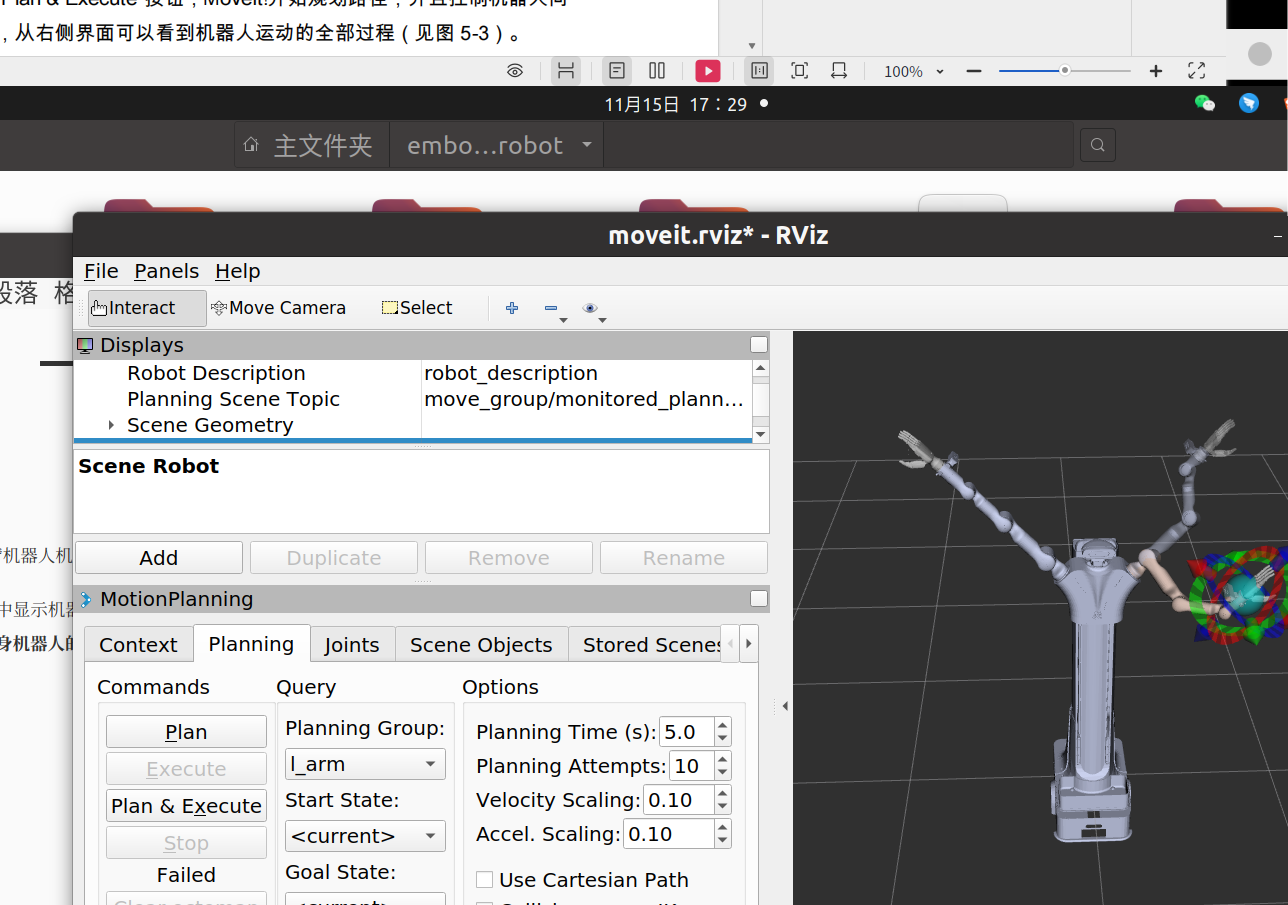 Plan & Execute"按钮，MoveIt!开始规划路径，并且控制机器人向
，从右侧界面可以看到机器人运动的全部过程（见图 5-3）。
100%
11月15日 17：29
主文件夹
embo…robot
moveit.rviz* - RViz
File Panels Help
段落 格
Interact Move Camera Select
Displays
Robot Description robot_description
Planning Scene Topic move_group/monitored_plann…
Scene Geometry
Scene Robot
机器人机
Add Duplicate Remove Rename
MotionPlanning
中显示机器
身机器人的
Context Planning Joints Scene Objects Stored Scenes
Commands Query Options
Plan
Planning Group:
Planning Time (s): 5.0
Execute
l_arm
Planning Attempts: 10
Plan & Execute
Start State:
Velocity Scaling: 0.10
Stop
<current>
Accel. Scaling: 0.10
Failed
Goal State:
Use Cartesian Path
<current>